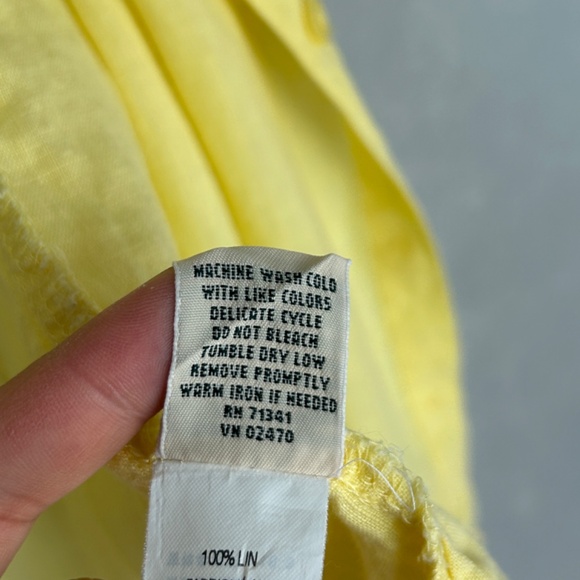 MACHINE WASH COLD
WITH LIKE COLORS
DELICATE CYCLE
DO NOT BLEACH
TUMBLE DRY LOW
REMOVE PROMPTLY
WARM IRON IF NEEDED
RN 71341
VN 02470
100% LIN